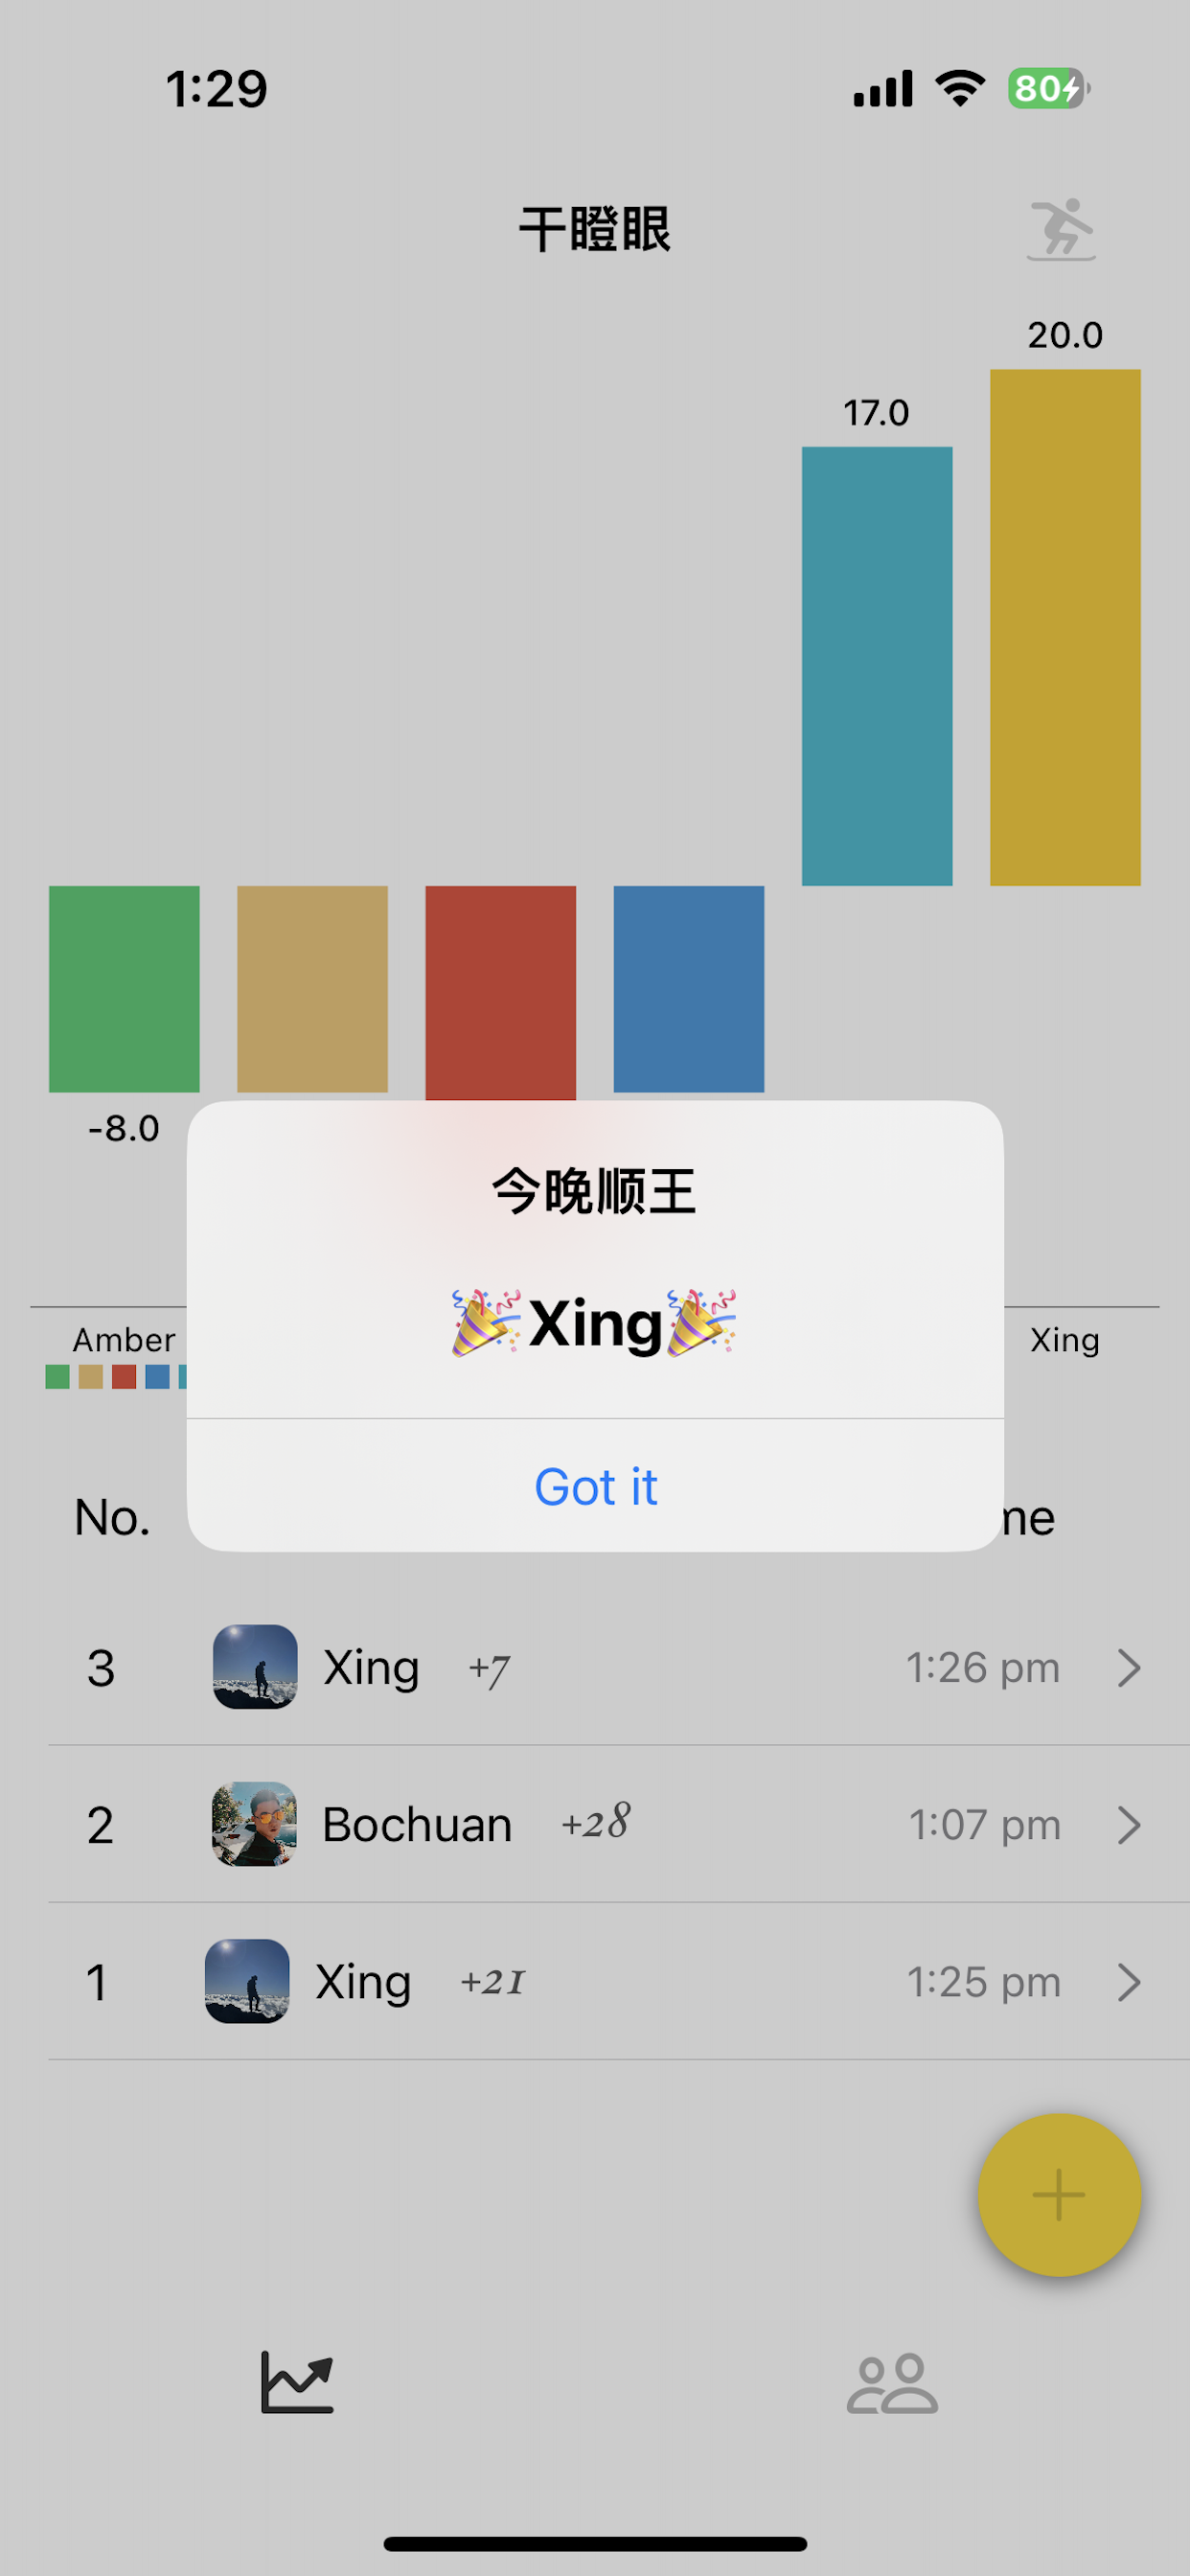 1:29
80
干瞪眼
20.0
17.0
-8.0
今晚顺王
🎉Xing🎉
Amber
Xing
Got it
No.
3 Xing +7 1:26 pm
2 Bochuan +28 1:07 pm
1 Xing +21 1:25 pm